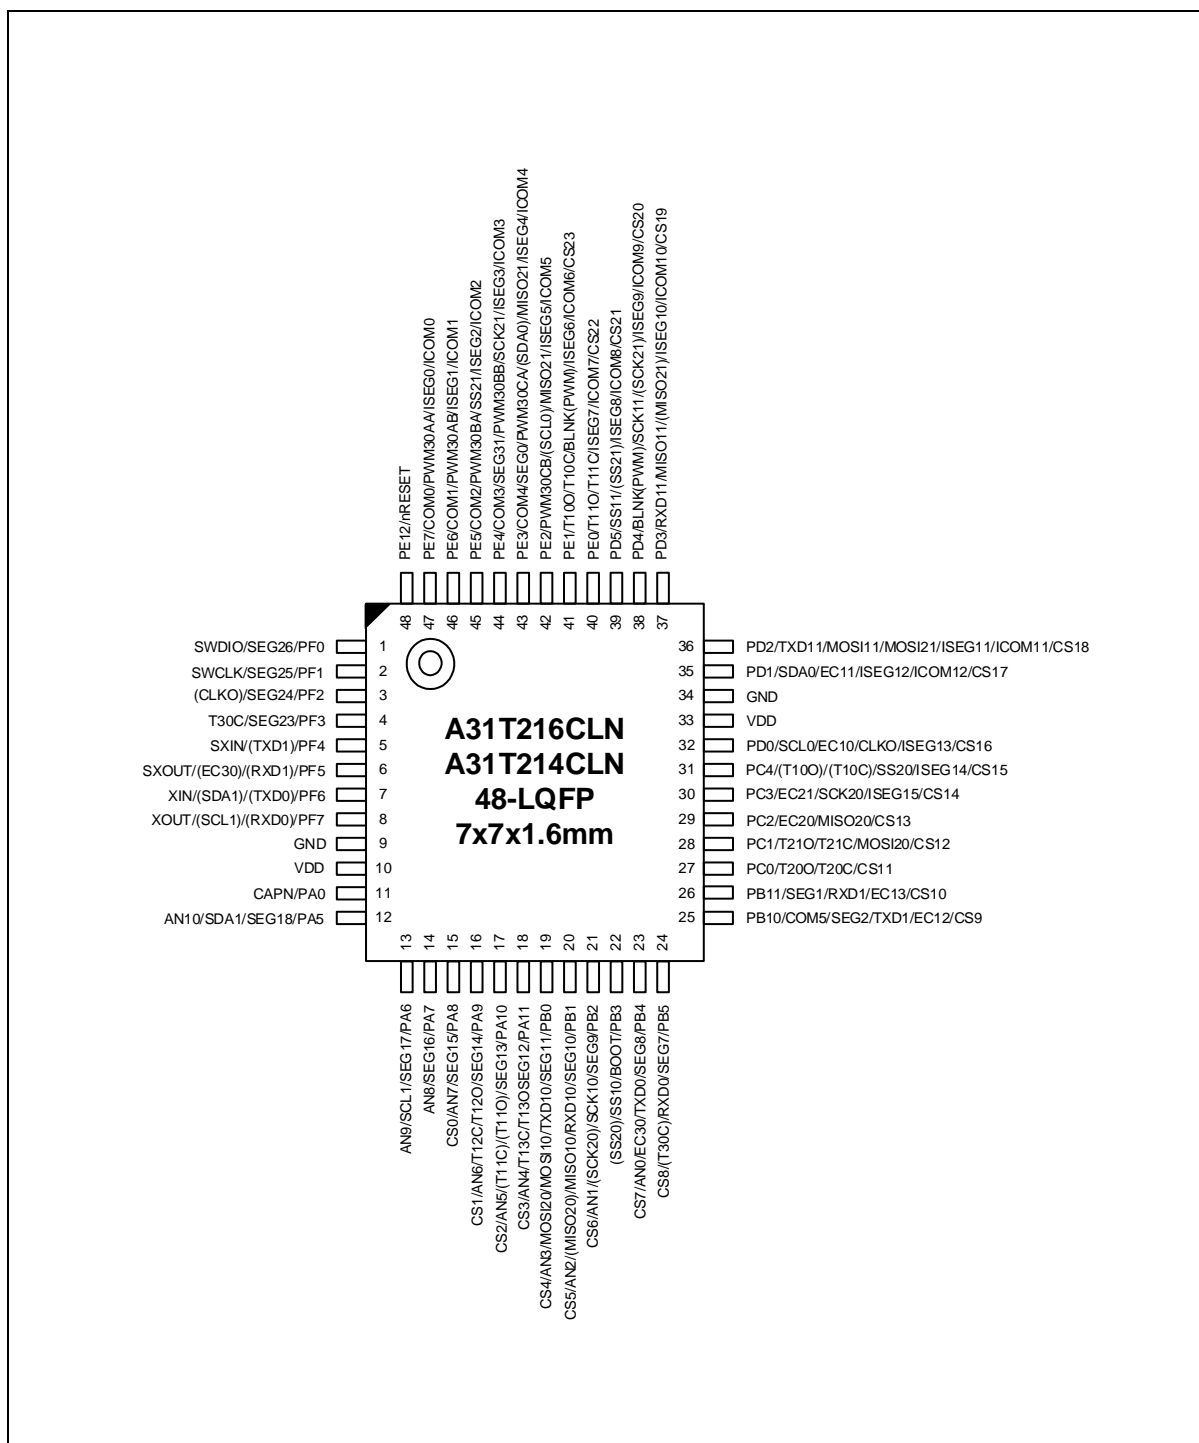 PE12/nRESET
PE7/COM0/PWM30AA/ISEG0/ICOM0
PE6/COM1/PWM30AB/ISEG1/ICOM1
PE5/COM2/PWM30BA/SS21/ISEG2/ICOM2
PE4/COM3/SEG31/PWM30BB/SCK21/ISEG3/ICOM3
PE3/COM4/SEG0/PWM30CA/(SDA0)/MISO21/ISEG4/ICOM4
PE2/PWM30CB/(SCL0)/MISO21/ISEG5/ICOM5
PE1/T10O/T10C/BLNK(PWM)/ISEG6/ICOM6/CS23
PE0/T11O/T11C/ISEG7/ICOM7/CS22
PD5/SS11/(SS21)/ISEG8/ICOM8/CS21
PD4/BLNK(PWM)/SCK11/(SCK21)/ISEG9/ICOM9/CS20
PD3/RXD11/MISO11/(MISO21)/ISEG10/ICOM10/CS19
48 47 46 45 44 43 42 41 40 39 38 37
SWDIO/SEG26/PF0 1
SWCLK/SEG25/PF1 2
(CLKO)/SEG24/PF2 3
T30C/SEG23/PF3 4
SXIN/(TXD1)/PF4 5
SXOUT/(EC30)/(RXD1)/PF5 6
XIN/(SDA1)/(TXD0)/PF6 7
XOUT/(SCL1)/(RXD0)/PF7 8
GND 9
VDD 10
CAPN/PA0 11
AN10/SDA1/SEG18/PA5 12
A31T216CLN
A31T214CLN
48-LQFP
7x7x1.6mm
36 PD2/TXD11/MOSI11/MOSI21/ISEG11/ICOM11/CS18
35 PD1/SDA0/EC11/ISEG12/ICOM12/CS17
34 GND
33 VDD
32 PD0/SCL0/EC10/CLKO/ISEG13/CS16
31 PC4/(T10O)/(T10C)/SS20/ISEG14/CS15
30 PC3/EC21/SCK20/ISEG15/CS14
29 PC2/EC20/MISO20/CS13
28 PC1/T21O/T21C/MOSI20/CS12
27 PC0/T20O/T20C/CS11
26 PB11/SEG1/RXD1/EC13/CS10
25 PB10/COM5/SEG2/TXD1/EC12/CS9
13 14 15 16 17 18 19 20 21 22 23 24
AN9/SCL1/SEG17/PA6
AN8/SEG16/PA7
CS0/AN7/SEG15/PA8
CS1/AN6/T12C/T12O/SEG14/PA9
CS2/AN5/(T11C)/(T11O)/SEG13/PA10
CS3/AN4/T13C/T13OSEG12/PA11
CS4/AN3/MOSI20/MOSI10/TXD10/SEG11/PB0
CS5/AN2/(MISO20)/MISO10/RXD10/SEG10/PB1
CS6/AN1/(SCK20)/SCK10/SEG9/PB2
(SS20)/SS10/BOOT/PB3
CS7/AN0/EC30/TXD0/SEG8/PB4
CS8/(T30C)/RXD0/SEG7/PB5